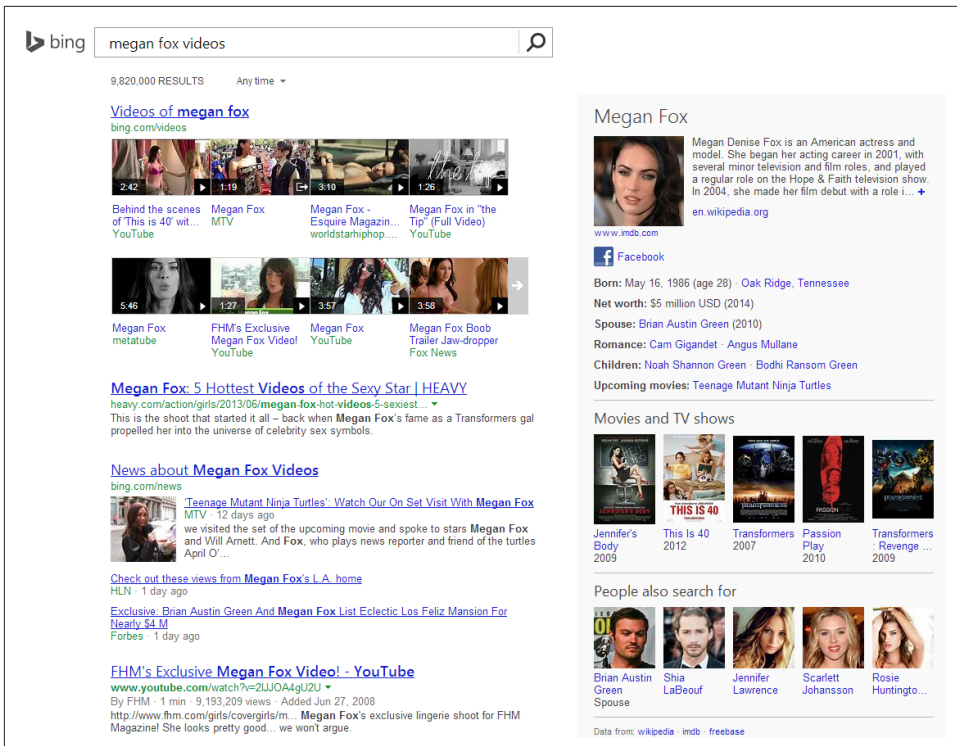 bing
megan fox videos
9,820,000 RESULTS Any time
Videos of megan fox
bing.com/videos
2:42 1:19 3:10 1:26
Behind the scenes of 'This is 40' wit... YouTube
Megan Fox MTV
Megan Fox - Esquire Magazin... worldstarhiphop....
Megan Fox in "the Tip" (Full Video) YouTube
5:46 1:27 3:57 3:58
Megan Fox metatube
FHM's Exclusive Megan Fox Video! YouTube
Megan Fox YouTube
Megan Fox Boob Trailer Jaw-dropper Fox News
Megan Fox: 5 Hottest Videos of the Sexy Star | HEAVY
heavy.com/action/girls/2013/06/megan-fox-hot-videos-5-sexiest...
This is the shoot that started it all – back when Megan Fox's fame as a Transformers gal
propelled her into the universe of celebrity sex symbols.
News about Megan Fox Videos
bing.com/news
'Teenage Mutant Ninja Turtles': Watch Our On Set Visit With Megan Fox
MTV · 12 days ago
we visited the set of the upcoming movie and spoke to stars Megan Fox
and Will Arnett. And Fox, who plays news reporter and friend of the turtles
April O'...
Check out these views from Megan Fox's L.A. home
HLN · 1 day ago
Exclusive: Brian Austin Green And Megan Fox List Eclectic Los Feliz Mansion For
Nearly $4 M
Forbes · 1 day ago
FHM's Exclusive Megan Fox Video! - YouTube
www.youtube.com/watch?v=2IJJOA4gU2U
By FHM · 1 min · 9,193,209 views · Added Jun 27, 2008
http://www.fhm.com/girls/covergirls/m... Megan Fox's exclusive lingerie shoot for FHM
Magazine! She looks pretty good... we won't argue.
Megan Fox
Megan Denise Fox is an American actress and
model. She began her acting career in 2001, with
several minor television and film roles, and played
a regular role on the Hope & Faith television show.
In 2004, she made her film debut with a role i... +
en.wikipedia.org
www.imdb.com
Facebook
Born: May 16, 1986 (age 28) · Oak Ridge, Tennessee
Net worth: $5 million USD (2014)
Spouse: Brian Austin Green (2010)
Romance: Cam Gigandet · Angus Mullane
Children: Noah Shannon Green · Bodhi Ransom Green
Upcoming movies: Teenage Mutant Ninja Turtles
Movies and TV shows
JENNIFER'S BODY
THIS IS 40
TRANSFORMERS
PASSION PLAY
TRANSFORMERS
Jennifer's Body 2009
This Is 40 2012
Transformers 2007
Passion Play 2010
Transformers : Revenge ... 2009
People also search for
Brian Austin Green Spouse
Shia LaBeouf
Jennifer Lawrence
Scarlett Johansson
Rosie Huntingto...
Data from: wikipedia · imdb · freebase